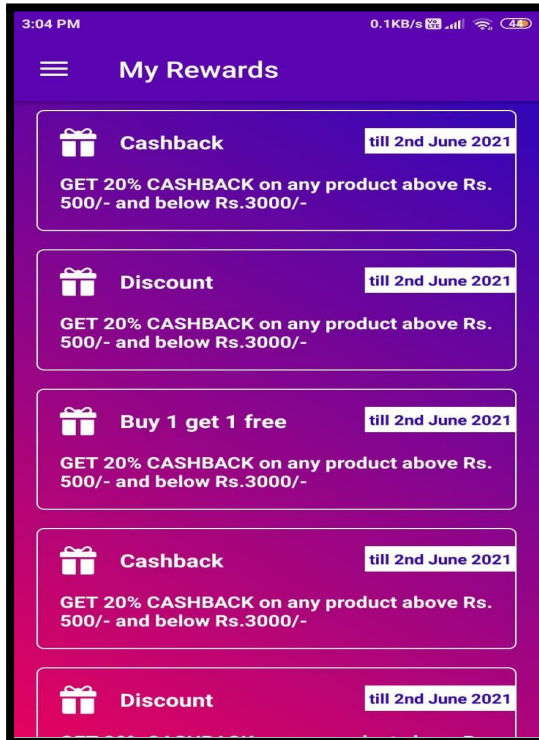 3:04 PM 0.1KB/s Vo LTE 44
My Rewards
Cashback till 2nd June 2021
GET 20% CASHBACK on any product above Rs.
500/- and below Rs.3000/-
Discount till 2nd June 2021
GET 20% CASHBACK on any product above Rs.
500/- and below Rs.3000/-
Buy 1 get 1 free till 2nd June 2021
GET 20% CASHBACK on any product above Rs.
500/- and below Rs.3000/-
Cashback till 2nd June 2021
GET 20% CASHBACK on any product above Rs.
500/- and below Rs.3000/-
Discount till 2nd June 2021